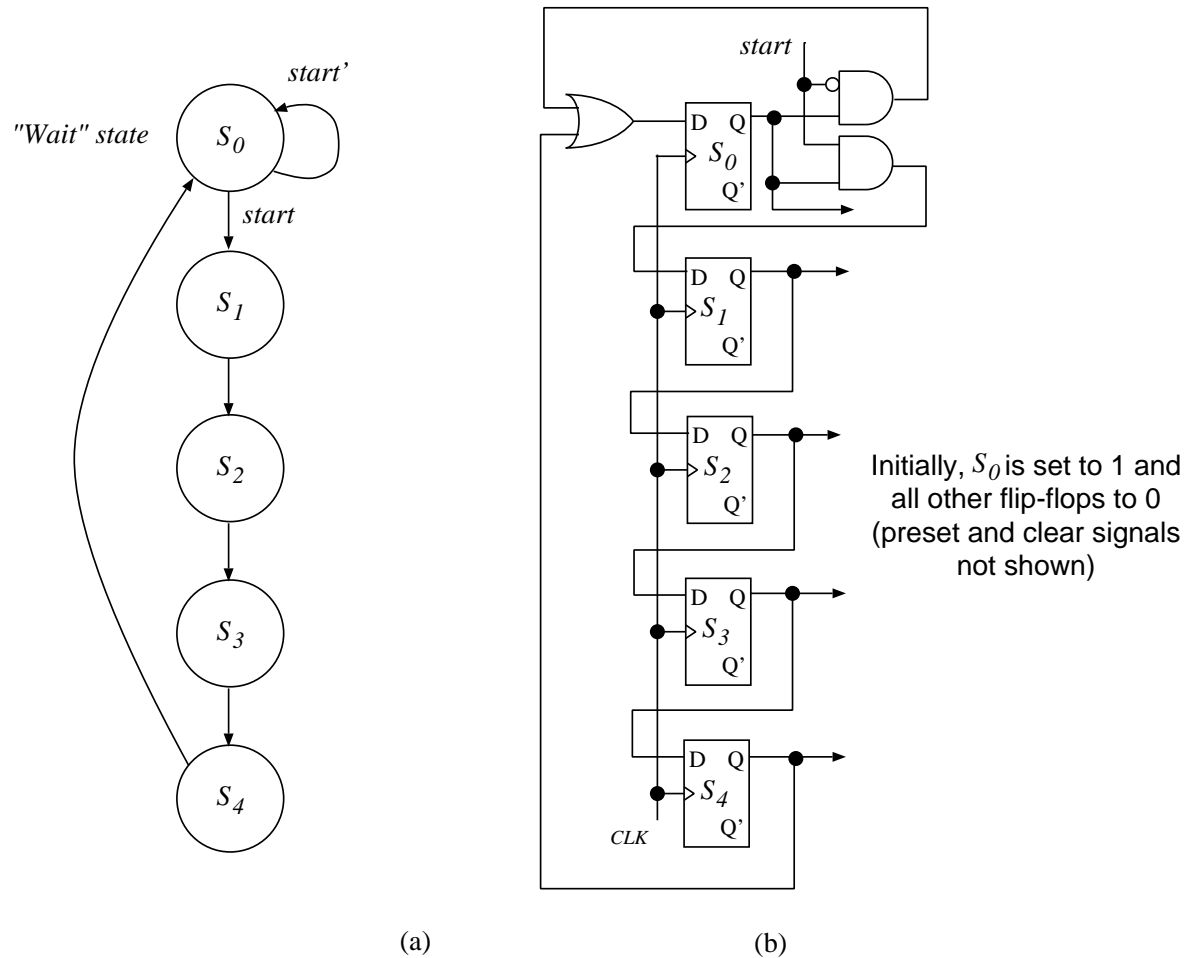 start’
"Wait" state
S0
start
S1
S2
S3
S4
(a)
start
D Q
S0
Q’
D Q
S1
Q’
D Q
S2
Q’
D Q
S3
Q’
D Q
S4
Q’
CLK
Initially, S0 is set to 1 and
all other flip-flops to 0
(preset and clear signals
not shown)
(b)